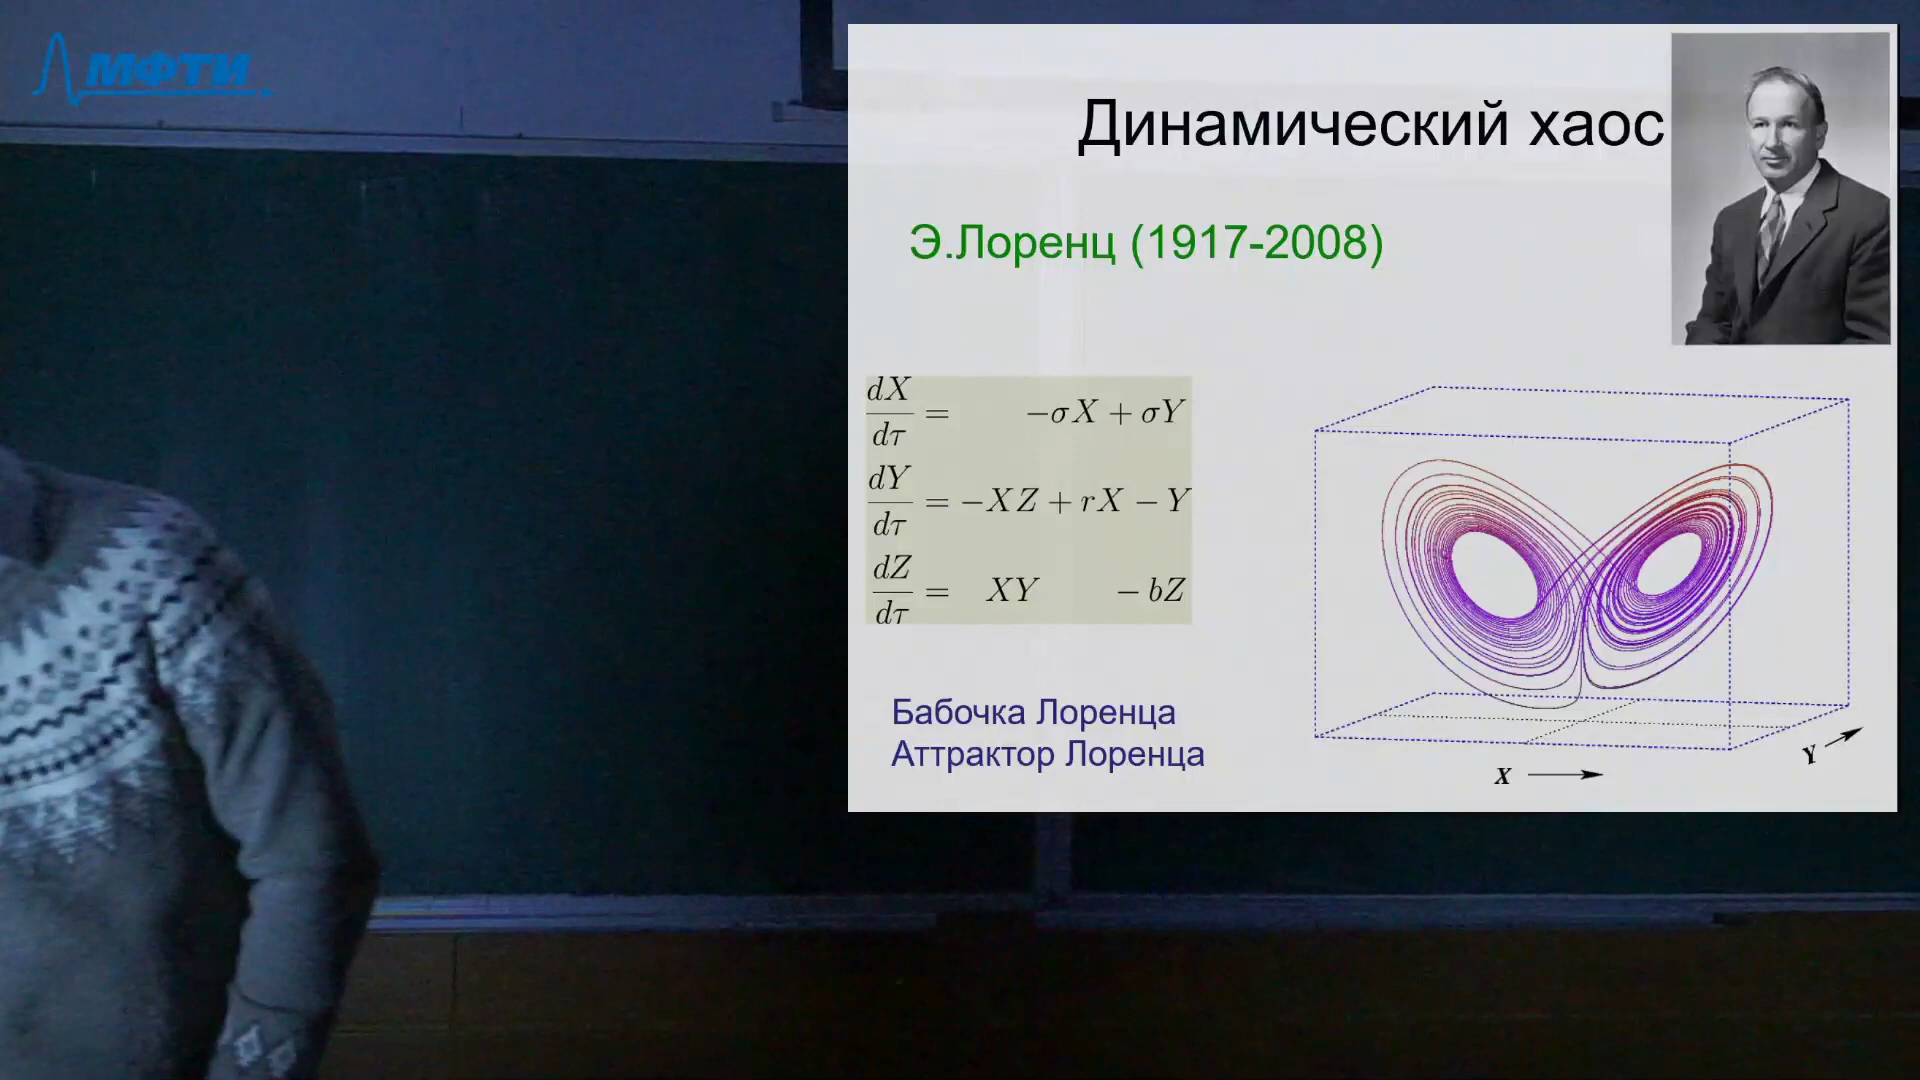 МФТИ
Динамический хаос
Э.Лоренц (1917-2008)
dX/dτ = −σX + σY
dY/dτ = −XZ + rX − Y
dZ/dτ = XY − bZ
Бабочка Лоренца
Аттрактор Лоренца
X
Y